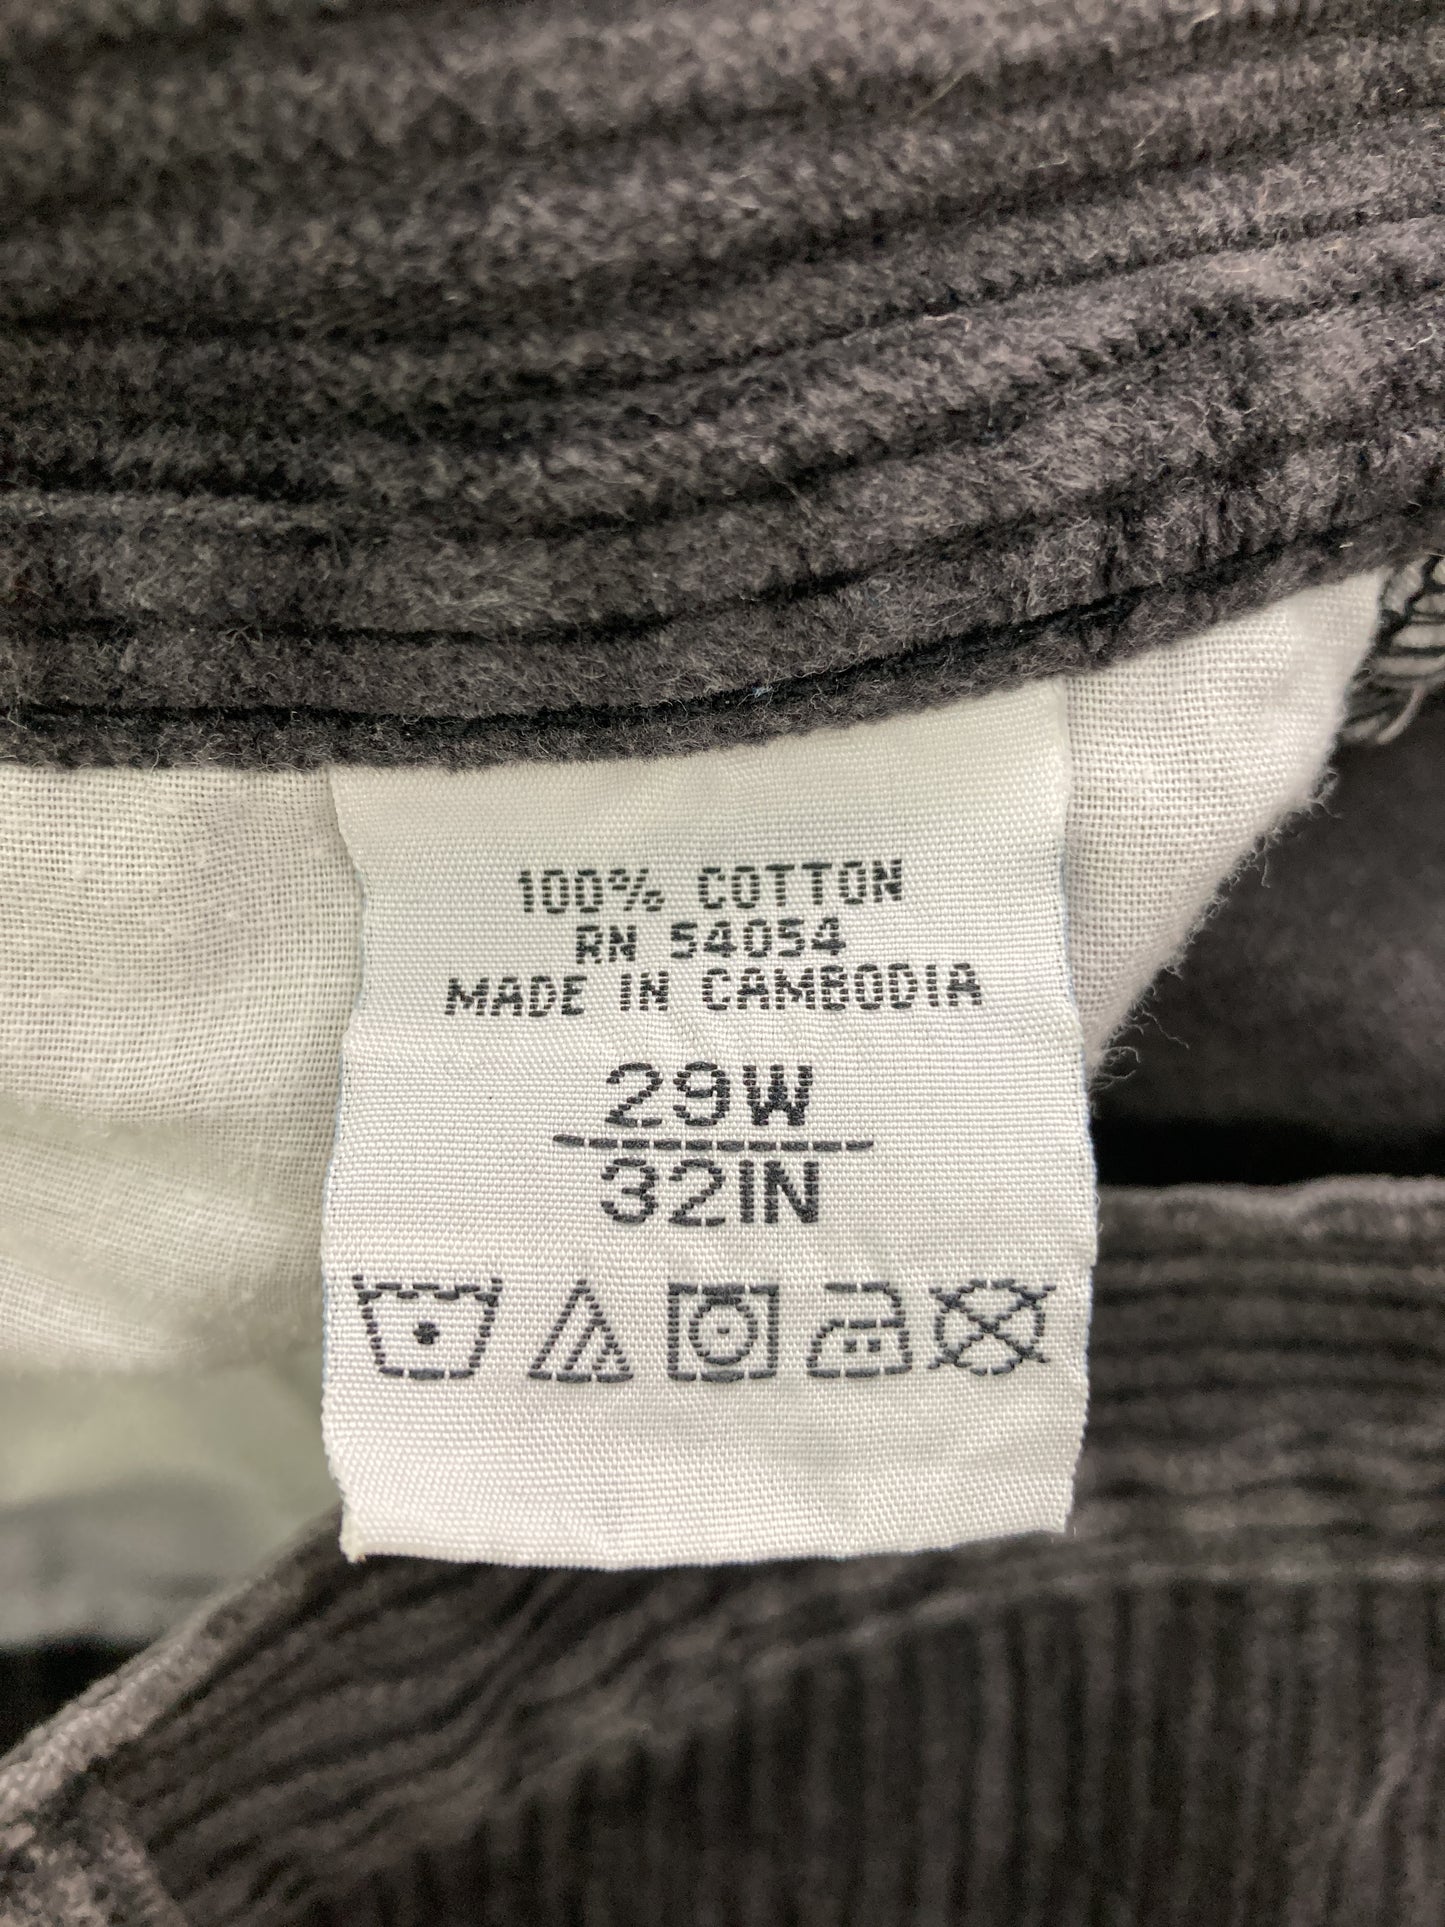 100% COTTON
RN 54054
MADE IN CAMBODIA
29W
32IN